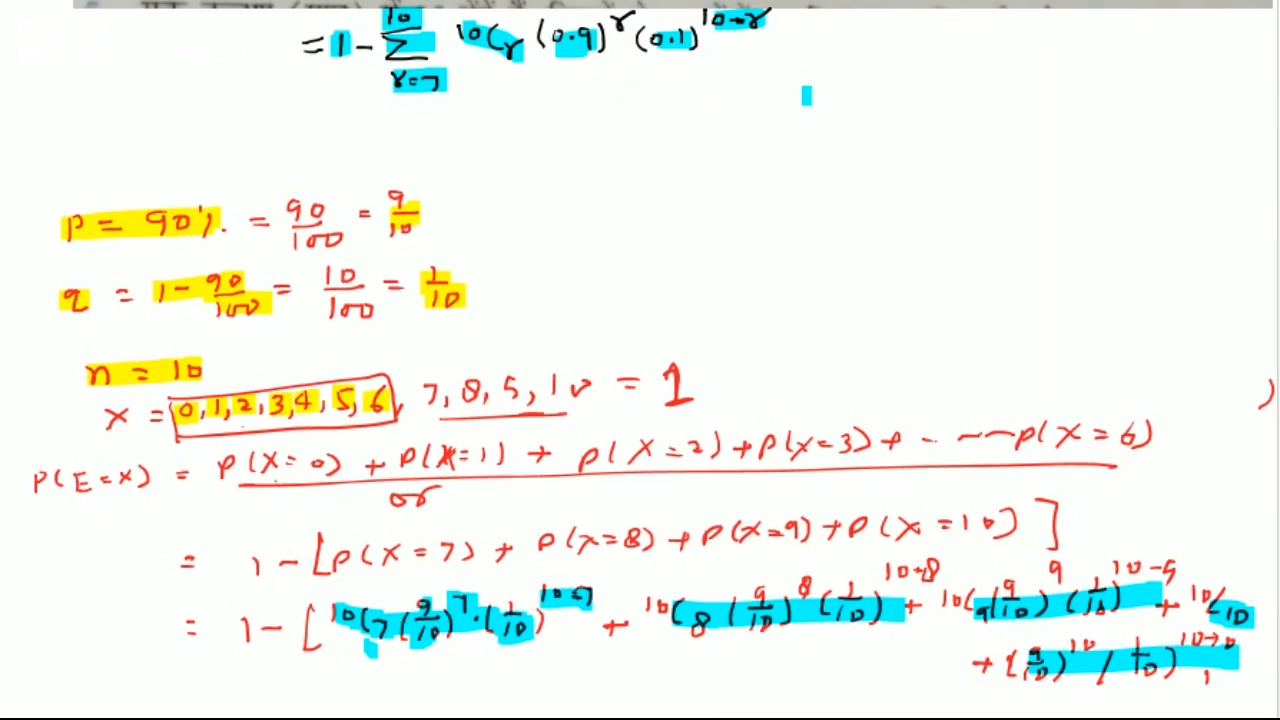 = 1 - Σ_{r=7}^{10} 10Cr (0.9)^r (0.1)^{10-r}
p = 90%. = 90/100 = 9/10
q = 1 - 90/100 = 10/100 = 1/10
n = 10
X = 0,1,2,3,4,5,6, 7, 8, 5, 10 = 1
)
P(E=X) = P(X=0) + P(X=1) + P(X=2) + P(X=3) + - ~~ P(X=6)
or
= 1 - [P(X=7) + P(X=8) + P(X=9) + P(X=10)]
= 1 - [ 10C7 (9/10)^7 · (1/10)^{10-7} + 10C8 (9/10)^8 (1/10)^{10-8} + 10C9 (9/10)^9 (1/10)^{10-9} + 10C10
+ (9/10)^{10} (1/10)^{10-10}